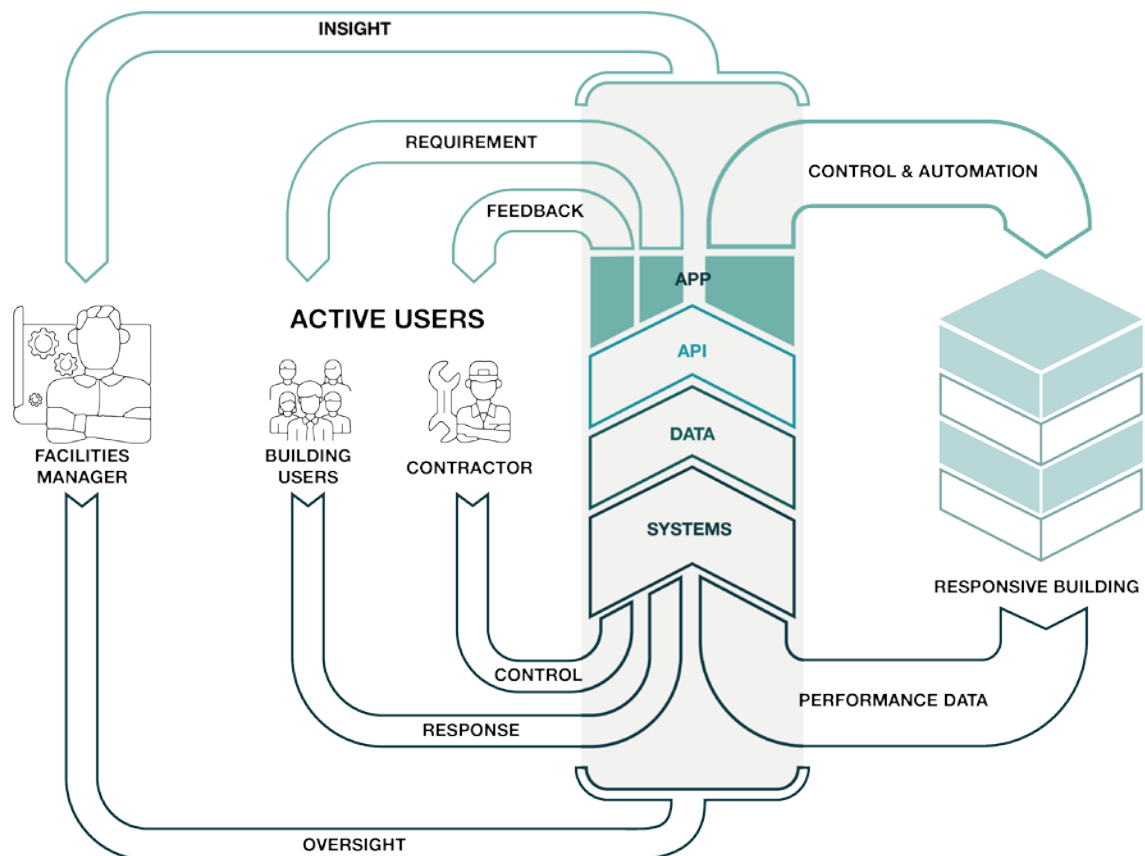 INSIGHT
REQUIREMENT
CONTROL & AUTOMATION
FEEDBACK
APP
ACTIVE USERS
API
DATA
FACILITIES
MANAGER
BUILDING
USERS
CONTRACTOR
SYSTEMS
RESPONSIVE BUILDING
CONTROL
PERFORMANCE DATA
RESPONSE
OVERSIGHT